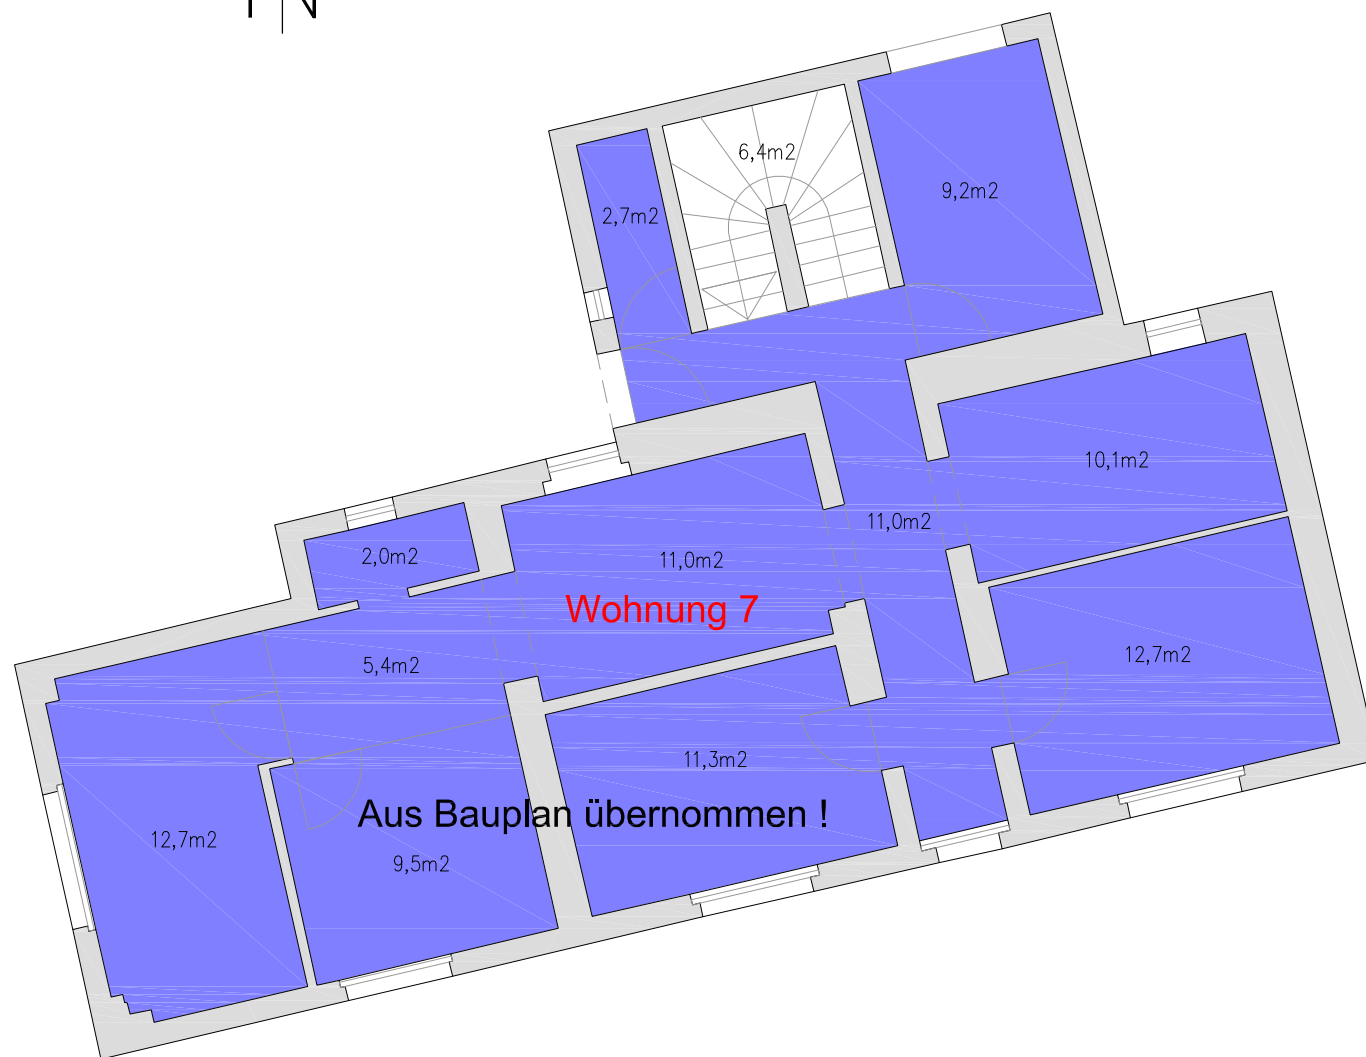 N
6,4m2
9,2m2
2,7m2
10,1m2
11,0m2
2,0m2
11,0m2
Wohnung 7
5,4m2
12,7m2
11,3m2
Aus Bauplan übernommen !
12,7m2
9,5m2